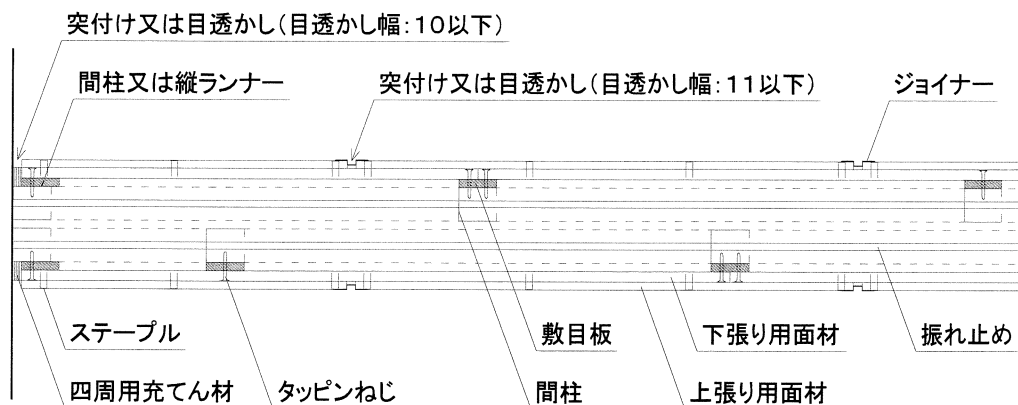 突付け又は目透かし(目透かし幅:10以下)
間柱又は縦ランナー
突付け又は目透かし(目透かし幅:11以下)
ジョイナー
ステープル
敷目板
下張り用面材
振れ止め
四周用充てん材
タッピンねじ
間柱
上張り用面材